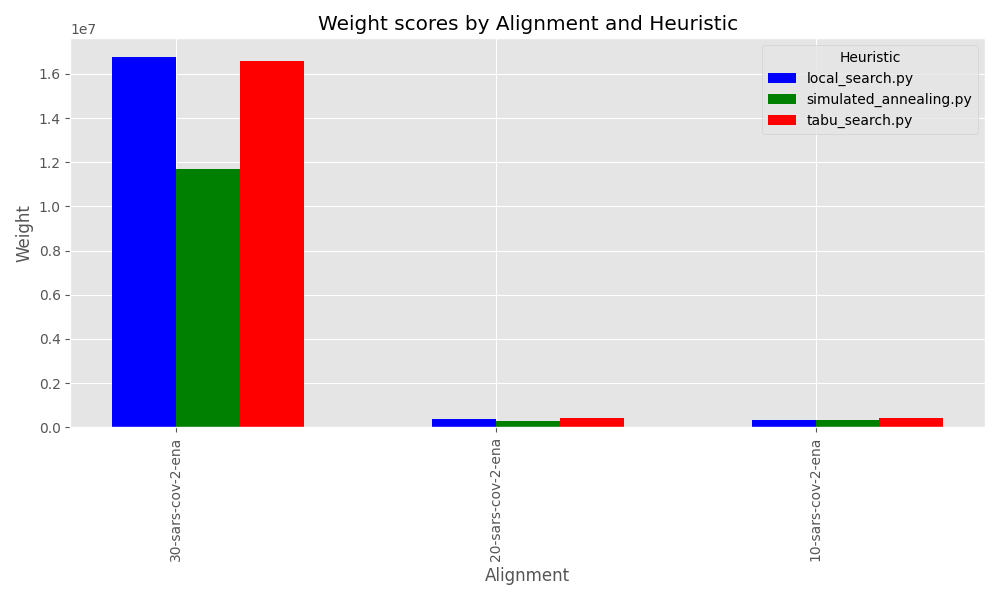 Weight scores by Alignment and Heuristic
1e7
1.6
1.4
1.2
1.0
0.8
0.6
0.4
0.2
0.0
Weight
Heuristic
local_search.py
simulated_annealing.py
tabu_search.py
30-sars-cov-2-ena
20-sars-cov-2-ena
10-sars-cov-2-ena
Alignment